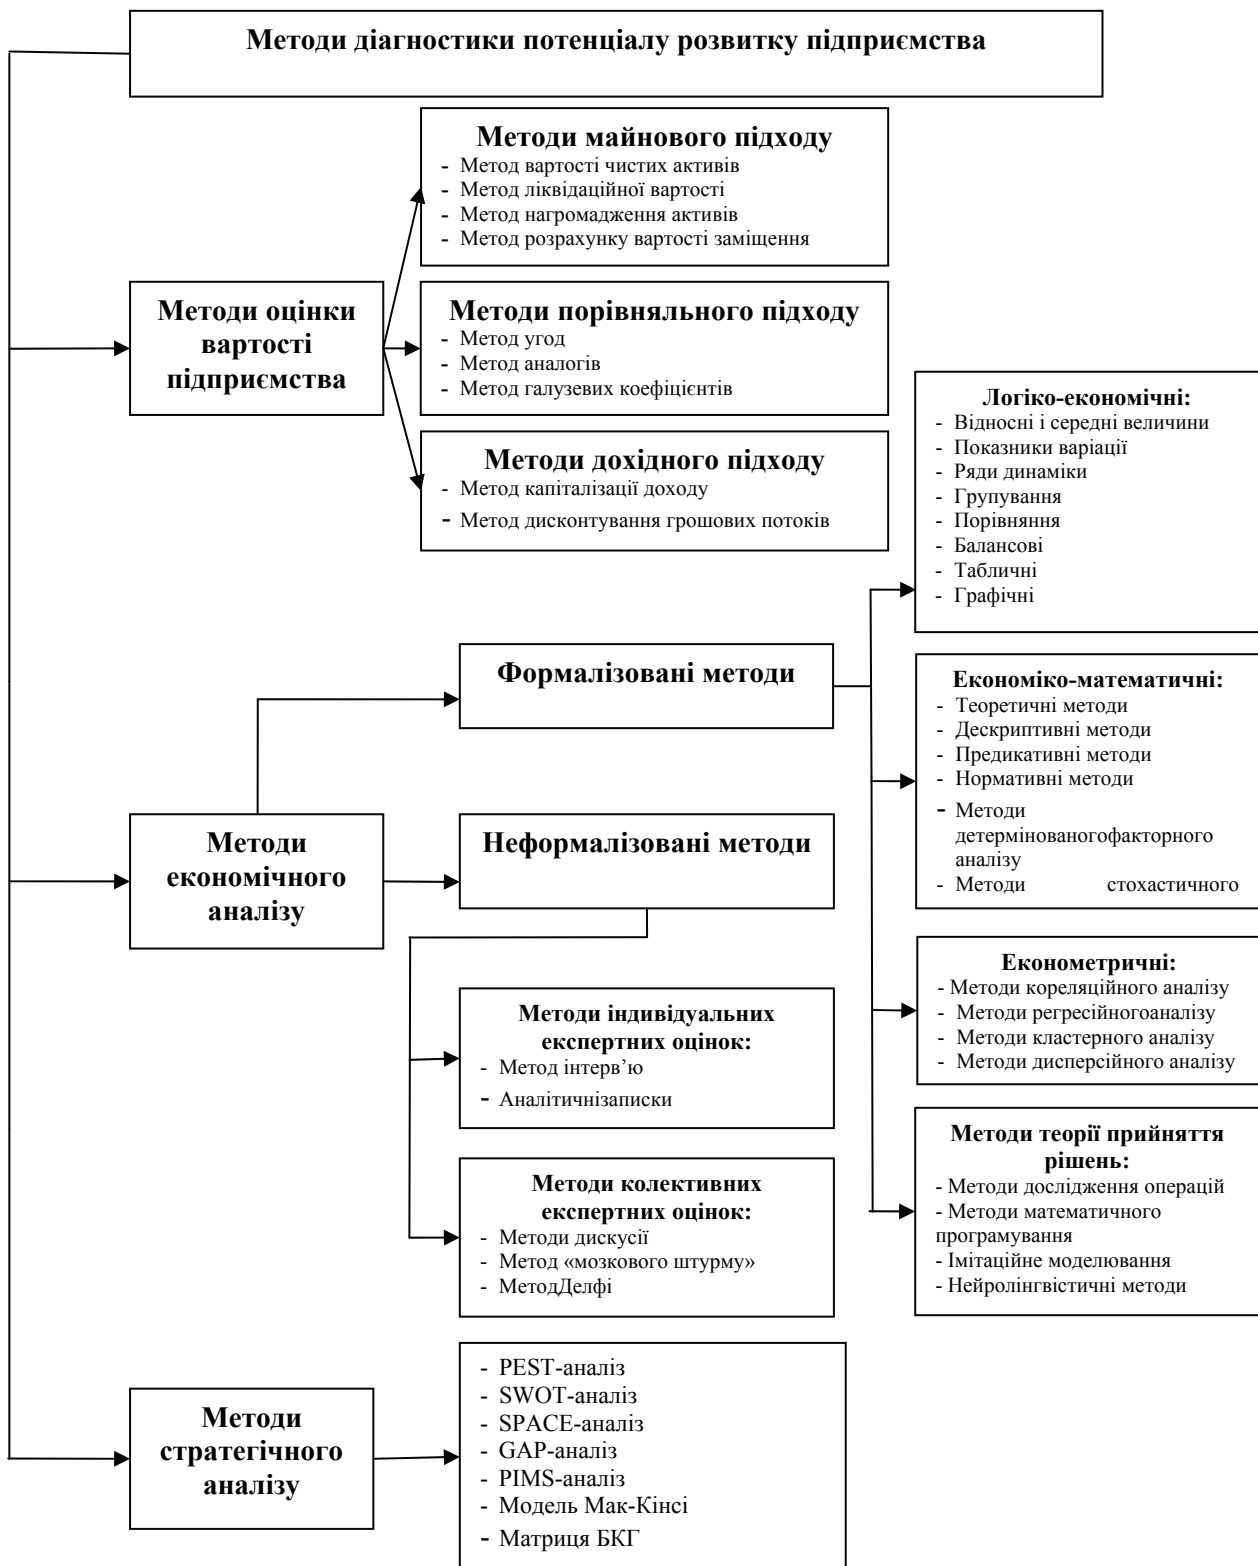 Методи діагностики потенціалу розвитку підприємства
Методи майнового підходу
- Метод вартості чистих активів
- Метод ліквідаційної вартості
- Метод нагромадження активів
- Метод розрахунку вартості заміщення
Методи оцінки
вартості
підприємства
Методи порівняльного підходу
- Метод угод
- Метод аналогів
- Метод галузевих коефіцієнтів
Методи дохідного підходу
- Метод капіталізації доходу
- Метод дисконтування грошових потоків
Логіко-економічні:
- Відносні і середні величини
- Показники варіації
- Ряди динаміки
- Групування
- Порівняння
- Балансові
- Табличні
- Графічні
Формалізовані методи
Економіко-математичні:
- Теоретичні методи
- Дескриптивні методи
- Предикативні методи
- Нормативні методи
- Методи
детермінованогофакторного
аналізу
- Методи стохастичного
Методи
економічного
аналізу
Неформалізовані методи
Економетричні:
- Методи кореляційного аналізу
- Методи регресійногоаналізу
- Методи кластерного аналізу
- Методи дисперсійного аналізу
Методи індивідуальних
експертних оцінок:
- Метод інтерв’ю
- Аналітичнізаписки
Методи теорії прийняття
рішень:
- Методи дослідження операцій
- Методи математичного
програмування
- Імітаційне моделювання
- Нейролінгвістичні методи
Методи колективних
експертних оцінок:
- Методи дискусії
- Метод «мозкового штурму»
- МетодДелфі
Методи
стратегічного
аналізу
- PEST-аналіз
- SWOT-аналіз
- SPACE-аналіз
- GAP-аналіз
- PIMS-аналіз
- Модель Мак-Кінсі
- Матриця БКГ